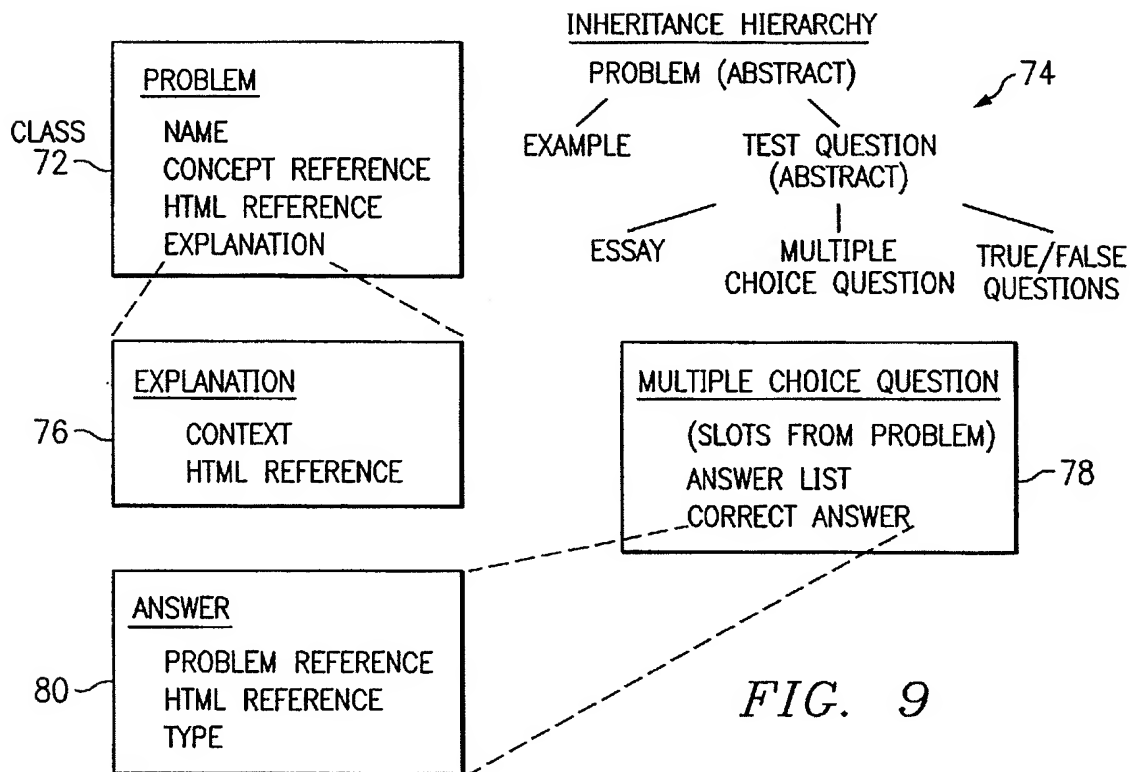 INHERITANCE HIERARCHY
PROBLEM (ABSTRACT)
74
EXAMPLE
TEST QUESTION
(ABSTRACT)
ESSAY
MULTIPLE
CHOICE QUESTION
TRUE/FALSE
QUESTIONS
CLASS
72
PROBLEM
NAME
CONCEPT REFERENCE
HTML REFERENCE
EXPLANATION
76
EXPLANATION
CONTEXT
HTML REFERENCE
MULTIPLE CHOICE QUESTION
(SLOTS FROM PROBLEM)
ANSWER LIST
CORRECT ANSWER
78
80
ANSWER
PROBLEM REFERENCE
HTML REFERENCE
TYPE
FIG. 9